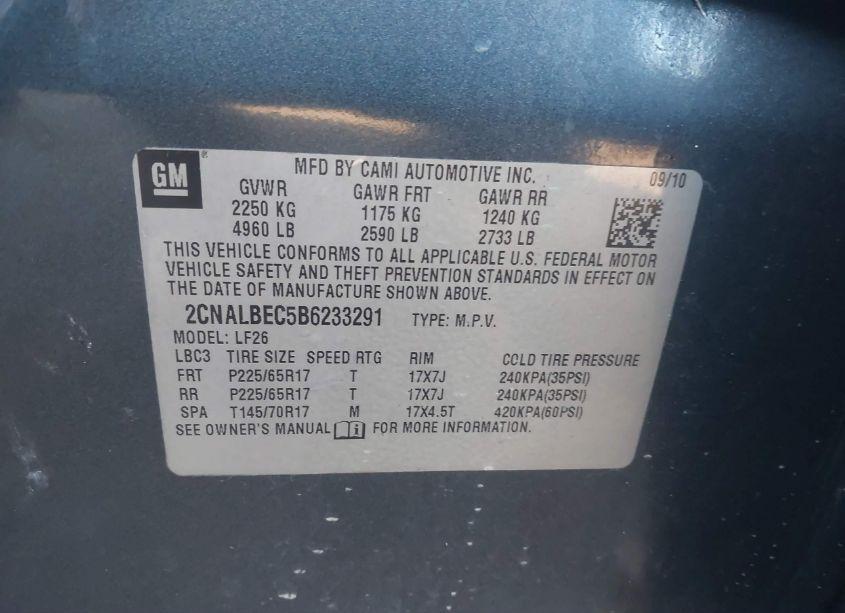 GM ® MFD BY CAMI AUTOMOTIVE INC. 09/10
GVWR GAWR FRT GAWR RR
2250 KG 1175 KG 1240 KG
4960 LB 2590 LB 2733 LB
THIS VEHICLE CONFORMS TO ALL APPLICABLE U.S. FEDERAL MOTOR
VEHICLE SAFETY AND THEFT PREVENTION STANDARDS IN EFFECT ON
THE DATE OF MANUFACTURE SHOWN ABOVE.
2CNALBEC5B6233291 TYPE: M.P.V.
MODEL: LF26
LBC3 TIRE SIZE SPEED RTG RIM COLD TIRE PRESSURE
FRT P225/65R17 T 17X7J 240KPA(35PSI)
RR P225/65R17 T 17X7J 240KPA(35PSI)
SPA T145/70R17 M 17X4.5T 420KPA(60PSI)
SEE OWNER'S MANUAL i FOR MORE INFORMATION.